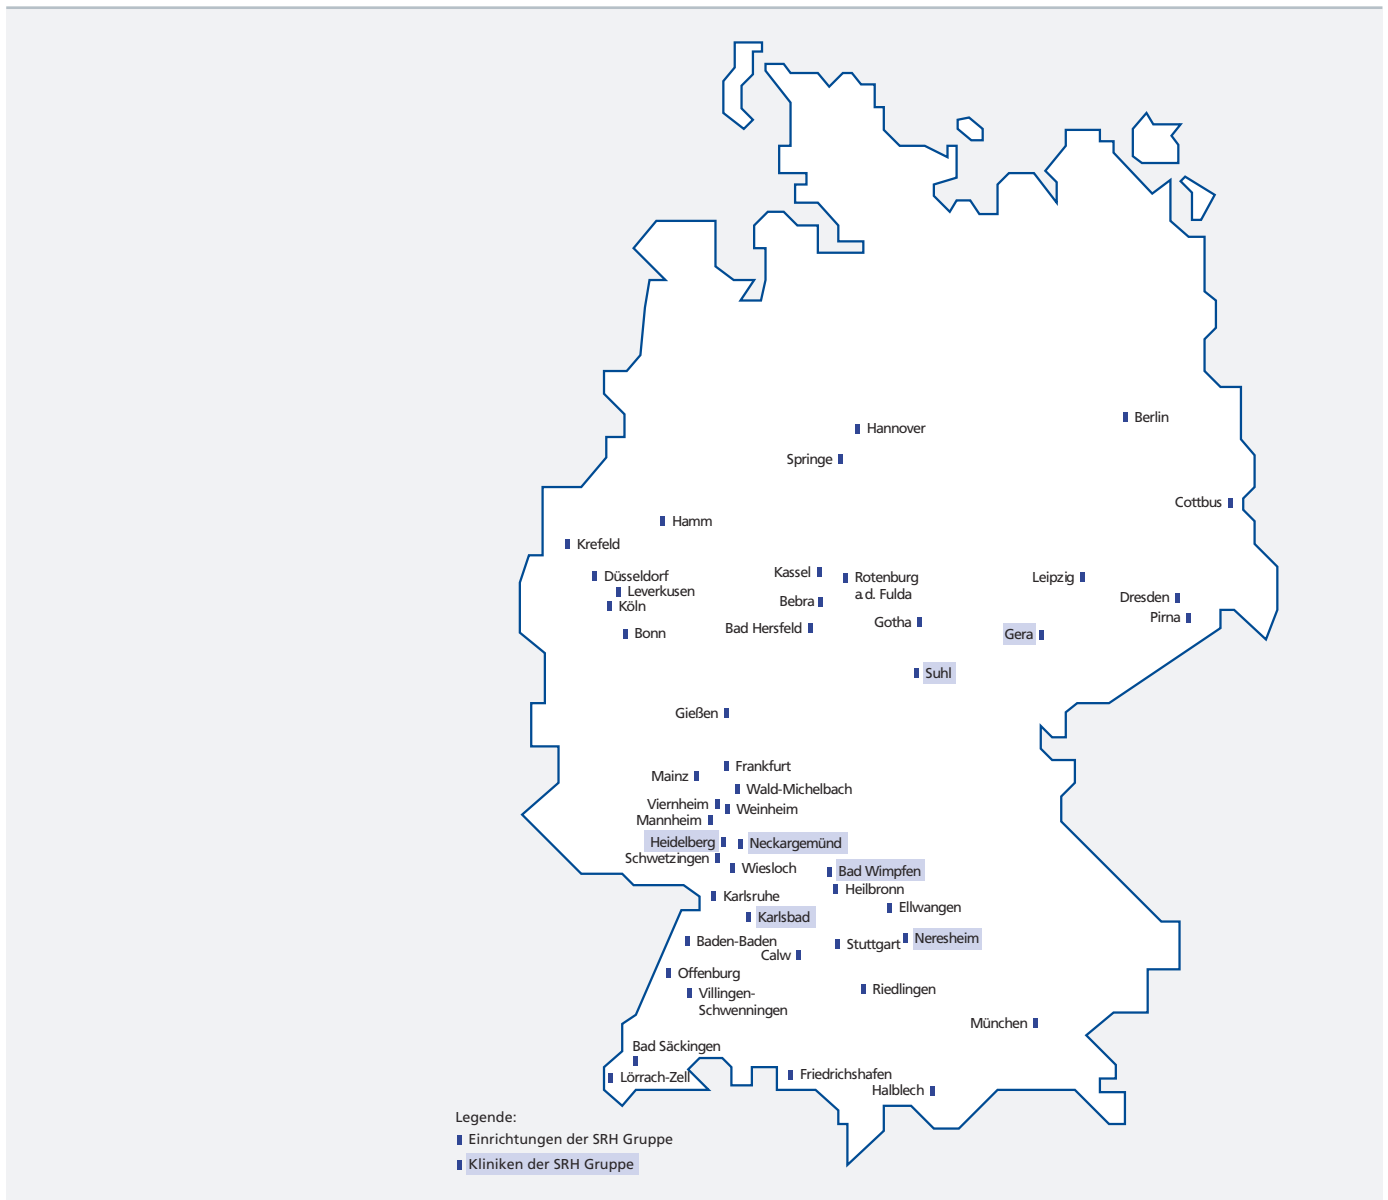 Berlin
Hannover
Springe
Cottbus
Hamm
Krefeld
Kassel
Düsseldorf
Rotenburg
a.d. Fulda
Leipzig
Leverkusen
Dresden
Bebra
Köln
Pirna
Gotha
Bad Hersfeld
Bonn
Gera
Suhl
Gießen
Frankfurt
Mainz
Wald-Michelbach
Viernheim
Weinheim
Mannheim
Heidelberg
Neckargemünd
Schwetzingen
Wiesloch
Bad Wimpfen
Heilbronn
Karlsruhe
Ellwangen
Karlsbad
Neresheim
Baden-Baden
Stuttgart
Calw
Offenburg
Riedlingen
Villingen-
Schwenningen
München
Bad Säckingen
Friedrichshafen
Lörrach-Zell
Halblech
Legende:
Einrichtungen der SRH Gruppe
Kliniken der SRH Gruppe